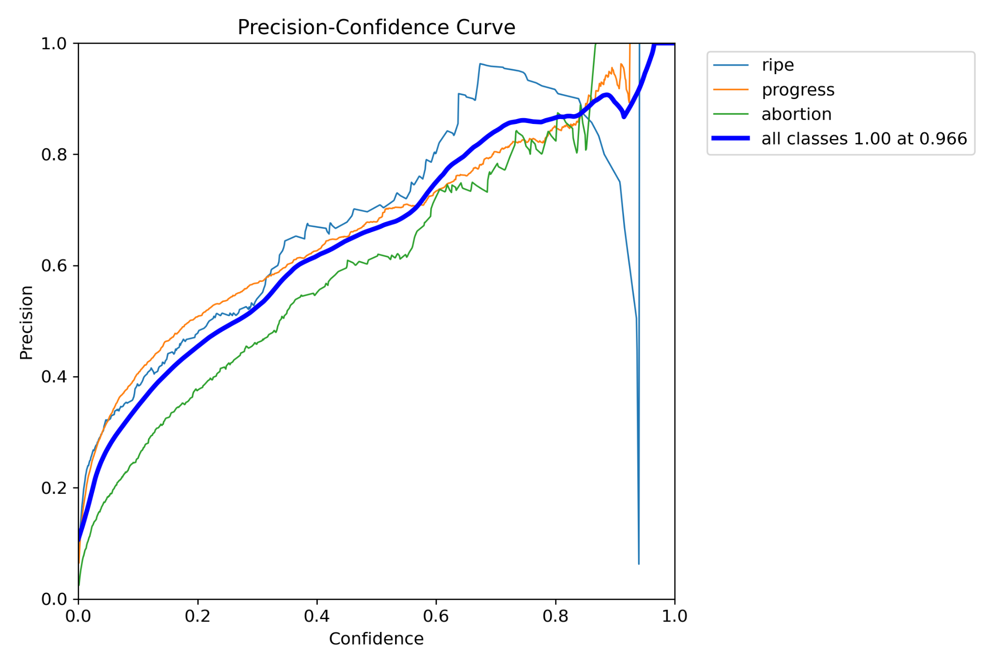 Precision-Confidence Curve
1.0
0.8
0.6
0.4
0.2
0.0
Precision
0.0 0.2 0.4 0.6 0.8 1.0
Confidence
ripe
progress
abortion
all classes 1.00 at 0.966